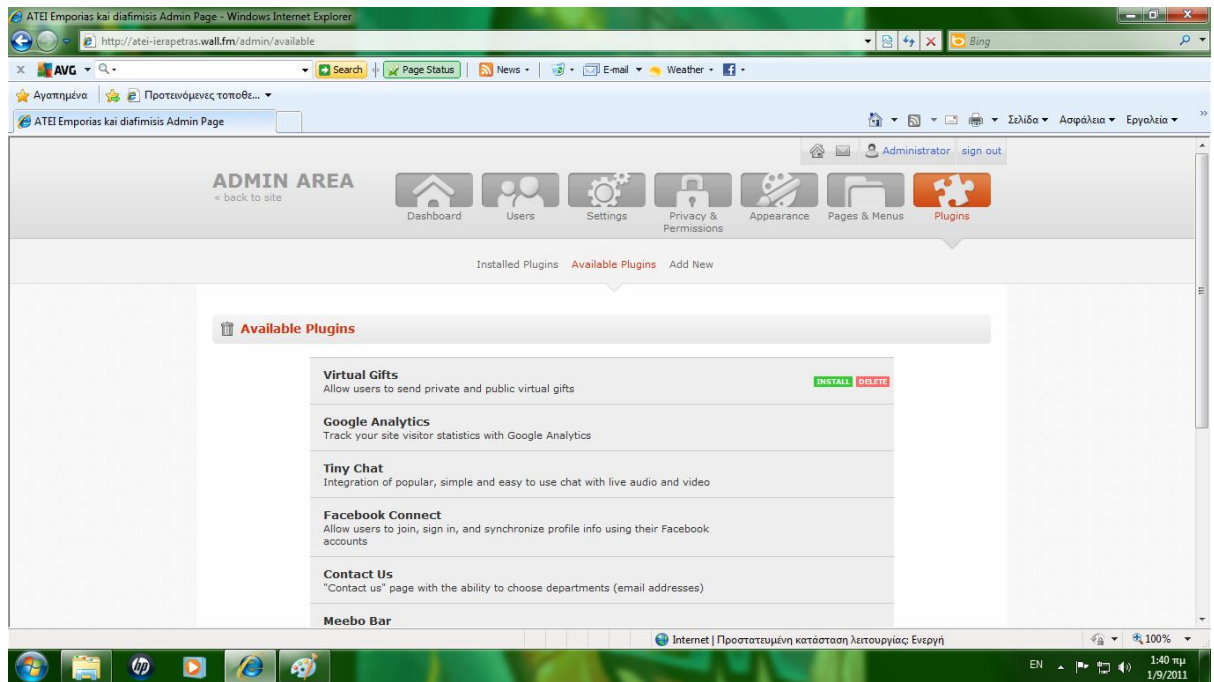 ATEI Emporias kai diafimisis Admin Page - Windows Internet Explorer
http://atei-ierapetras.wall.fm/admin/available
Bing
x AVG Search Page Status News E-mail Weather
Αγαπημένα Προτεινόμενες τοποθε...
ATEI Emporias kai diafimisis Admin Page
Σελίδα Ασφάλεια Εργαλεία
Administrator sign out
ADMIN AREA
« back to site
Dashboard Users Settings Privacy & Permissions Appearance Pages & Menus Plugins
Installed Plugins Available Plugins Add New
Available Plugins
Virtual Gifts
Allow users to send private and public virtual gifts
INSTALL DELETE
Google Analytics
Track your site visitor statistics with Google Analytics
Tiny Chat
Integration of popular, simple and easy to use chat with live audio and video
Facebook Connect
Allow users to join, sign in, and synchronize profile info using their Facebook
accounts
Contact Us
"Contact us" page with the ability to choose departments (email addresses)
Meebo Bar
Internet | Προστατευμένη κατάσταση λειτουργίας: Ενεργή
100%
hp
EN
1:40 πμ
1/9/2011